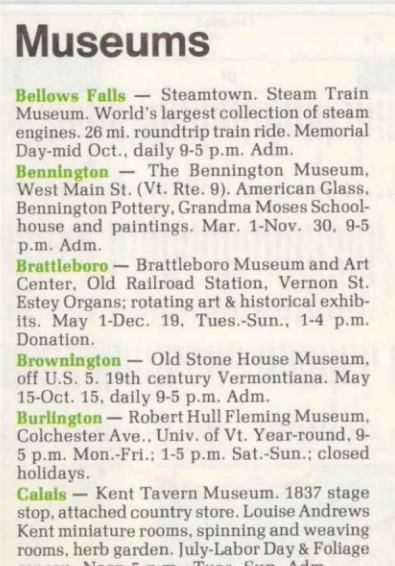 Museums
Bellows Falls — Steamtown. Steam Train
Museum. World's largest collection of steam
engines. 26 mi. roundtrip train ride. Memorial
Day-mid Oct., daily 9-5 p.m. Adm.
Bennington — The Bennington Museum,
West Main St. (Vt. Rte. 9). American Glass,
Bennington Pottery, Grandma Moses School-
house and paintings. Mar. 1-Nov. 30, 9-5
p.m. Adm.
Brattleboro — Brattleboro Museum and Art
Center, Old Railroad Station, Vernon St.
Estey Organs; rotating art & historical exhib-
its. May 1-Dec. 19, Tues.-Sun., 1-4 p.m.
Donation.
Brownington — Old Stone House Museum,
off U.S. 5. 19th century Vermontiana. May
15-Oct. 15, daily 9-5 p.m. Adm.
Burlington — Robert Hull Fleming Museum,
Colchester Ave., Univ. of Vt. Year-round, 9-
5 p.m. Mon.-Fri.; 1-5 p.m. Sat.-Sun.; closed
holidays.
Calais — Kent Tavern Museum. 1837 stage
stop, attached country store. Louise Andrews
Kent miniature rooms, spinning and weaving
rooms, herb garden. July-Labor Day & Foliage
Noon-5 p.m., Tues.-Sun. Adm.